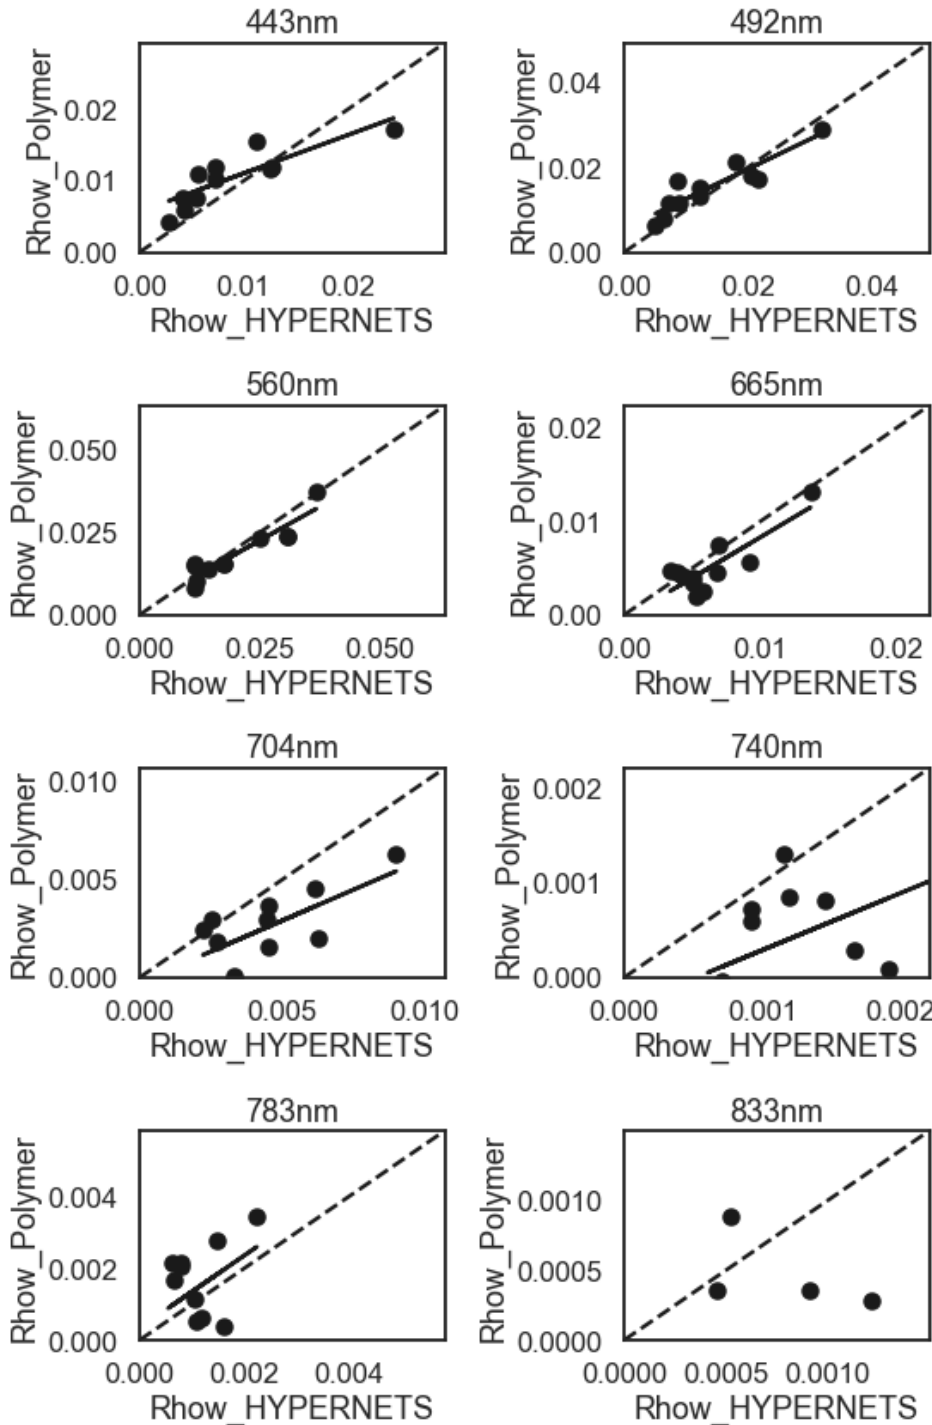 443nm
Rhow_Polymer
0.02
0.01
0.00
0.00 0.01 0.02
Rhow_HYPERNETS
492nm
Rhow_Polymer
0.04
0.02
0.00
0.00 0.02 0.04
Rhow_HYPERNETS
560nm
Rhow_Polymer
0.050
0.025
0.000
0.000 0.025 0.050
Rhow_HYPERNETS
665nm
Rhow_Polymer
0.02
0.01
0.00
0.00 0.01 0.02
Rhow_HYPERNETS
704nm
Rhow_Polymer
0.010
0.005
0.000
0.000 0.005 0.010
Rhow_HYPERNETS
740nm
Rhow_Polymer
0.002
0.001
0.000
0.000 0.001 0.002
Rhow_HYPERNETS
783nm
Rhow_Polymer
0.004
0.002
0.000
0.000 0.002 0.004
Rhow_HYPERNETS
833nm
Rhow_Polymer
0.0010
0.0005
0.0000
0.0000 0.0005 0.0010
Rhow_HYPERNETS